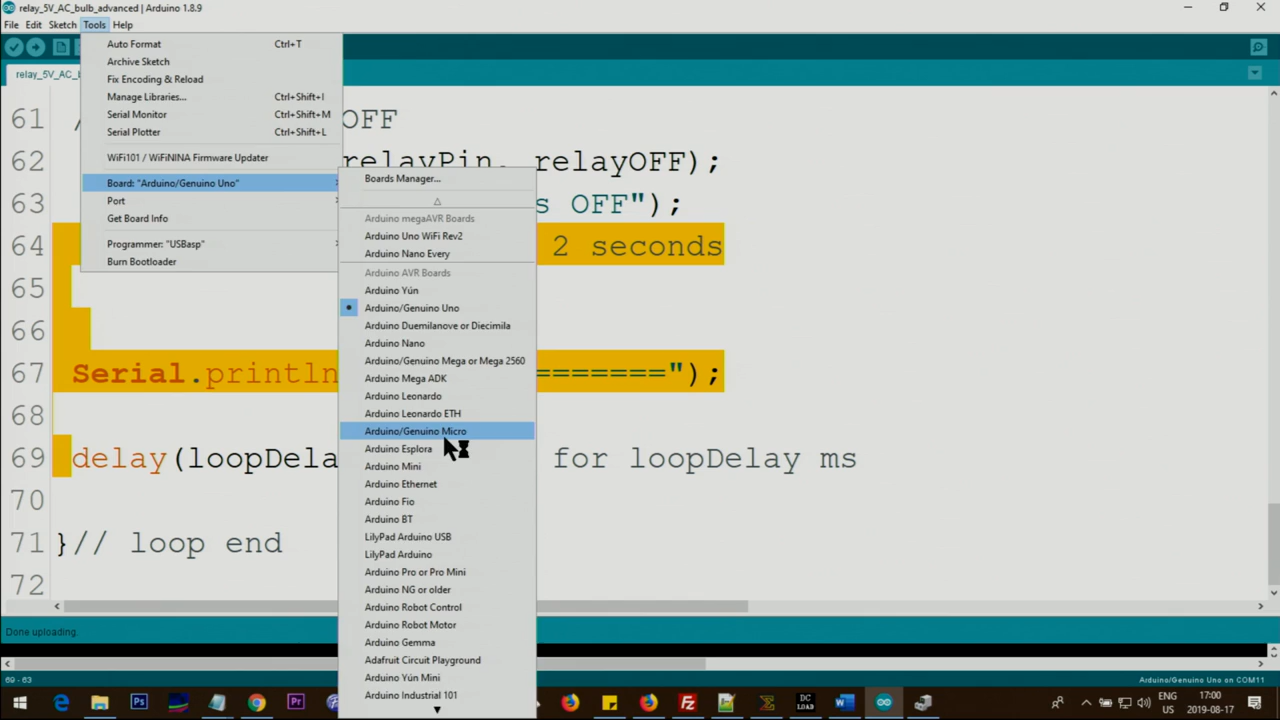 relay_5V_AC_bulb_advanced | Arduino 1.8.9
File Edit Sketch Tools Help
relay_5V_AC_b
Auto Format Ctrl+T
Archive Sketch
Fix Encoding & Reload
Manage Libraries... Ctrl+Shift+I
Serial Monitor Ctrl+Shift+M
Serial Plotter Ctrl+Shift+L
WiFi101 / WiFiNINA Firmware Updater
Board: "Arduino/Genuino Uno"
Port
Get Board Info
Programmer: "USBasp"
Burn Bootloader
Boards Manager...
Arduino megaAVR Boards
Arduino Uno WiFi Rev2
Arduino Nano Every
Arduino AVR Boards
Arduino Yún
Arduino/Genuino Uno
Arduino Duemilanove or Diecimila
Arduino Nano
Arduino/Genuino Mega or Mega 2560
Arduino Mega ADK
Arduino Leonardo
Arduino Leonardo ETH
Arduino/Genuino Micro
Arduino Esplora
Arduino Mini
Arduino Ethernet
Arduino Fio
Arduino BT
LilyPad Arduino USB
LilyPad Arduino
Arduino Pro or Pro Mini
Arduino NG or older
Arduino Robot Control
Arduino Robot Motor
Arduino Gemma
Adafruit Circuit Playground
Arduino Yún Mini
Arduino Industrial 101
61 / OFF
62 relayPin, relayOFF);
63 s OFF");
64 2 seconds
65
66
67 Serial.println =======");
68
69 delay(loopDela for loopDelay ms
70
71 }// loop end
72
Done uploading.
69 - 63 Arduino/Genuino Uno on COM11
Ps
Pr
Fz
DC
LOAD
ENG
US
17:00
2019-08-17